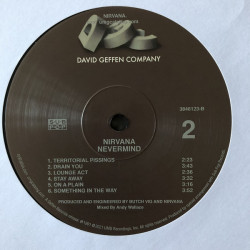 NIRVANA
DAVID GEFFEN COMPANY
SUB POP
NIRVANA
NEVERMIND
2
1. TERRITORIAL PISSINGS 2:23
2. DRAIN YOU 3:43
3. LOUNGE ACT 2:36
4. STAY AWAY 3:32
5. ON A PLAIN 3:16
6. SOMETHING IN THE WAY 3:52
PRODUCED AND ENGINEERED BY BUTCH VIG AND NIRVANA
Mixed By Andy Wallace